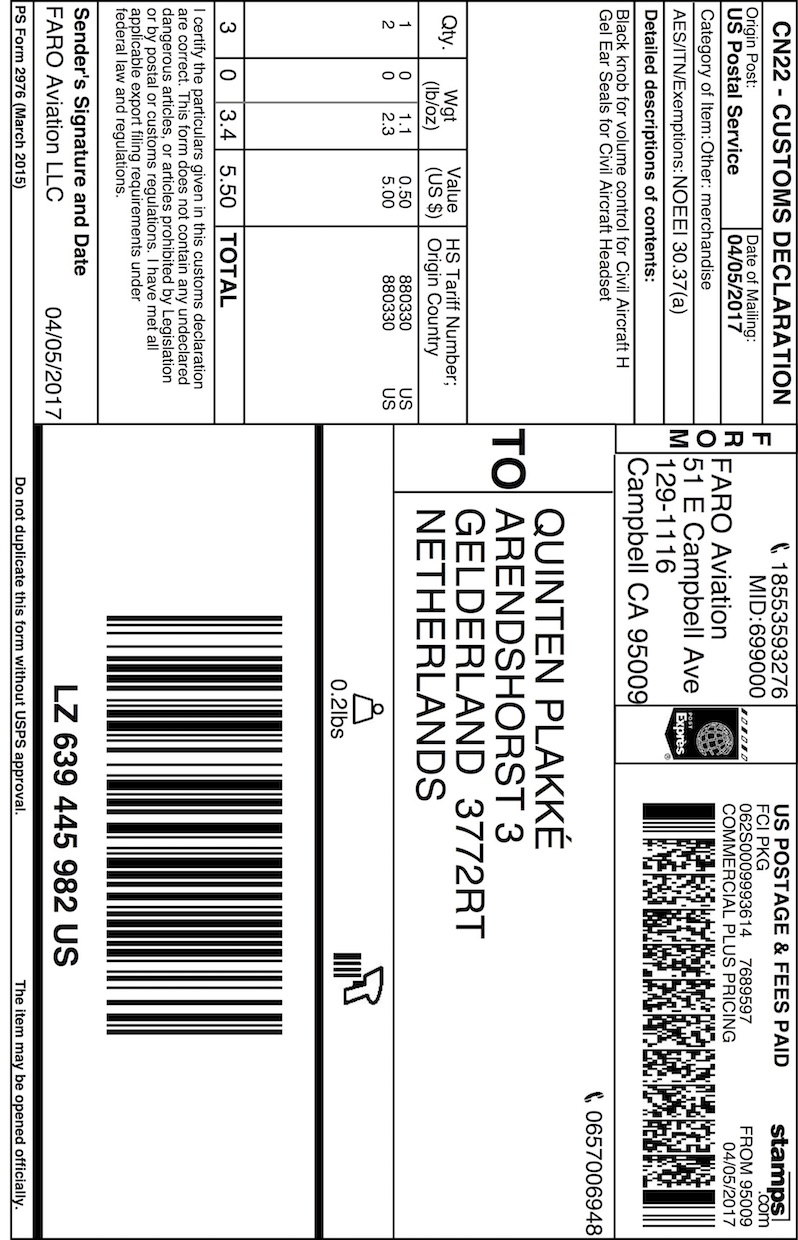 CN22 - CUSTOMS DECLARATION
Origin Post:
US Postal Service
Date of Mailing:
04/05/2017
Category of Item:Other: merchandise
AES/ITN/Exemptions:NOEEI 30.37(a)
Detailed descriptions of contents:
Black knob for volume control for Civil Aircraft H
Gel Ear Seals for Civil Aircraft Headset
Qty. Wgt (lb/oz) Value (US $) HS Tariff Number; Origin Country
1 0 1.1 0.50 880330 US
2 0 2.3 5.00 880330 US
3 0 3.4 5.50 TOTAL
I certify the particulars given in this customs declaration
are correct. This form does not contain any undeclared
dangerous articles, or articles prohibited by Legislation
or by postal or customs regulations. I have met all
applicable export filing requirements under
federal law and regulations.
Sender's Signature and Date
FARO Aviation LLC 04/05/2017
PS Form 2976 (March 2015)
Do not duplicate this form without USPS approval.
The item may be opened officially.
FROM
18553593276
MID:699000
FARO Aviation
51 E Campbell Ave
129-1116
Campbell CA 95009
POST
Exprès
®
US POSTAGE & FEES PAID
FCI PKG
062S0009993614 7689597
COMMERCIAL PLUS PRICING
stamps
.com
FROM 95009
04/05/2017
0657006948
TO
QUINTEN PLAKKÉ
ARENDSHORST 3
GELDERLAND 3772RT
NETHERLANDS
0.2lbs
LZ 639 445 982 US